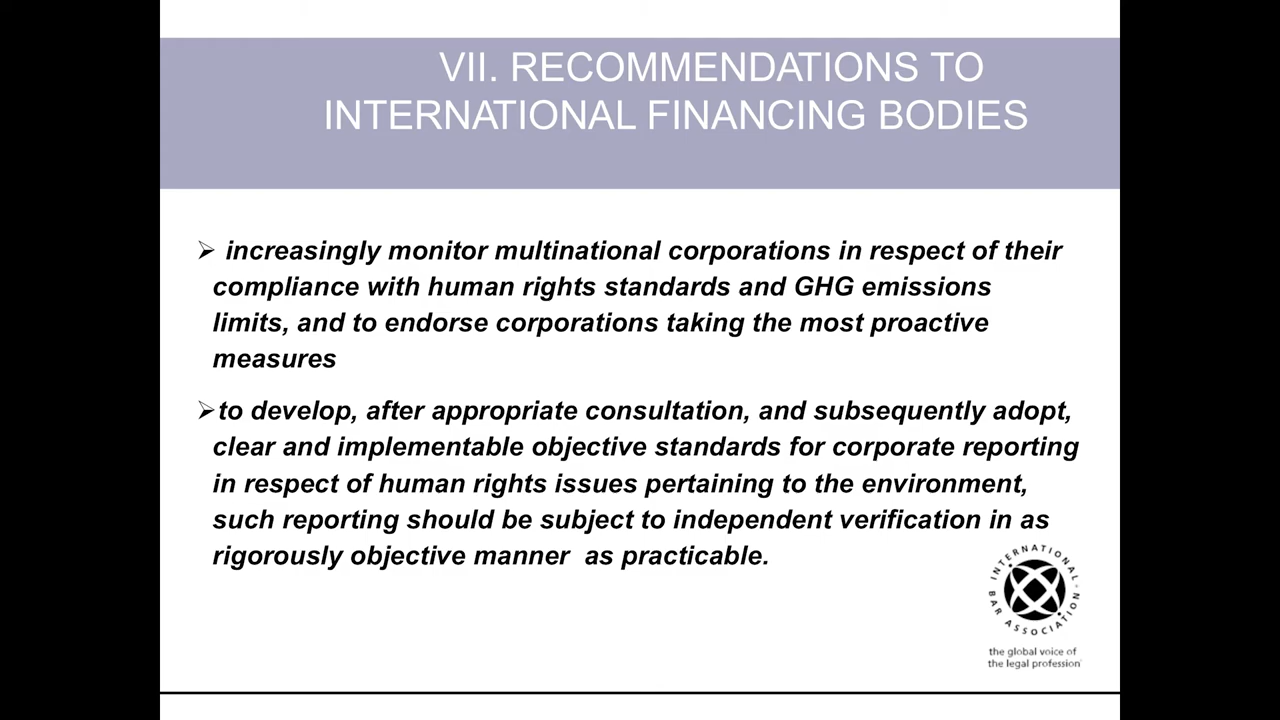 VII. RECOMMENDATIONS TO
INTERNATIONAL FINANCING BODIES
increasingly monitor multinational corporations in respect of their
compliance with human rights standards and GHG emissions
limits, and to endorse corporations taking the most proactive
measures
to develop, after appropriate consultation, and subsequently adopt,
clear and implementable objective standards for corporate reporting
in respect of human rights issues pertaining to the environment,
such reporting should be subject to independent verification in as
rigorously objective manner as practicable.
INTERNATIONAL
BAR ASSOCIATION
the global voice of
the legal profession